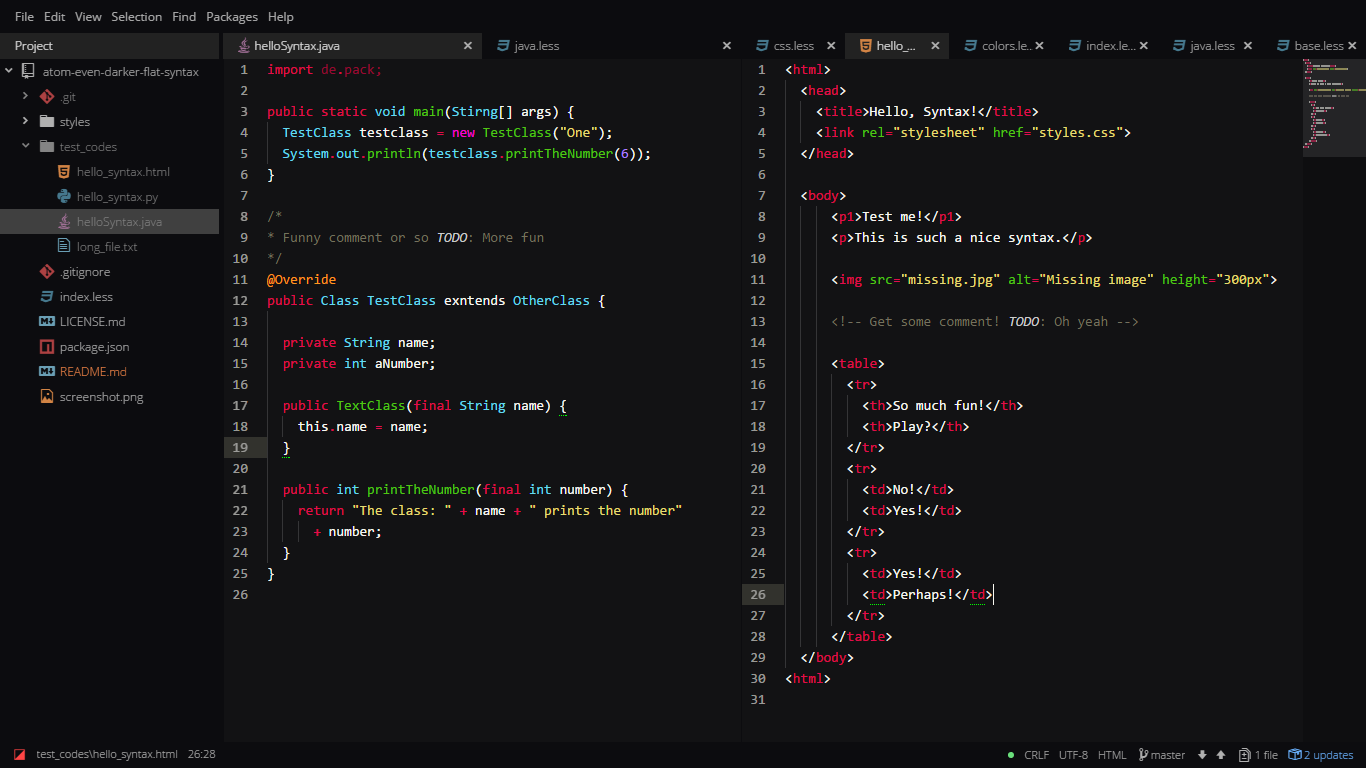 File Edit View Selection Find Packages Help
Project
atom-even-darker-flat-syntax
.git
styles
test_codes
hello_syntax.html
hello_syntax.py
helloSyntax.java
long_file.txt
.gitignore
index.less
LICENSE.md
package.json
README.md
screenshot.png
helloSyntax.java java.less
1 import de.pack;
2
3 public static void main(Stirng[] args) {
4 TestClass testclass = new TestClass("One");
5 System.out.println(testclass.printTheNumber(6));
6 }
7
8 /*
9 * Funny comment or so TODO: More fun
10 */
11 @Override
12 public Class TestClass exntends OtherClass {
13
14 private String name;
15 private int aNumber;
16
17 public TextClass(final String name) {
18 this.name = name;
19 }
20
21 public int printTheNumber(final int number) {
22 return "The class: " + name + " prints the number"
23 + number;
24 }
25 }
26
css.less hello_... colors.le.. index.le... java.less base.less
1 <html>
2 <head>
3 <title>Hello, Syntax!</title>
4 <link rel="stylesheet" href="styles.css">
5 </head>
6
7 <body>
8 <p1>Test me!</p1>
9 <p>This is such a nice syntax.</p>
10
11 <img src="missing.jpg" alt="Missing image" height="300px">
12
13 <!-- Get some comment! TODO: Oh yeah -->
14
15 <table>
16 <tr>
17 <th>So much fun!</th>
18 <th>Play?</th>
19 </tr>
20 <tr>
21 <td>No!</td>
22 <td>Yes!</td>
23 </tr>
24 <tr>
25 <td>Yes!</td>
26 <td>Perhaps!</td>
27 </tr>
28 </table>
29 </body>
30 <html>
31
test_codes\hello_syntax.html 26:28 CRLF UTF-8 HTML master 1 file 2 updates